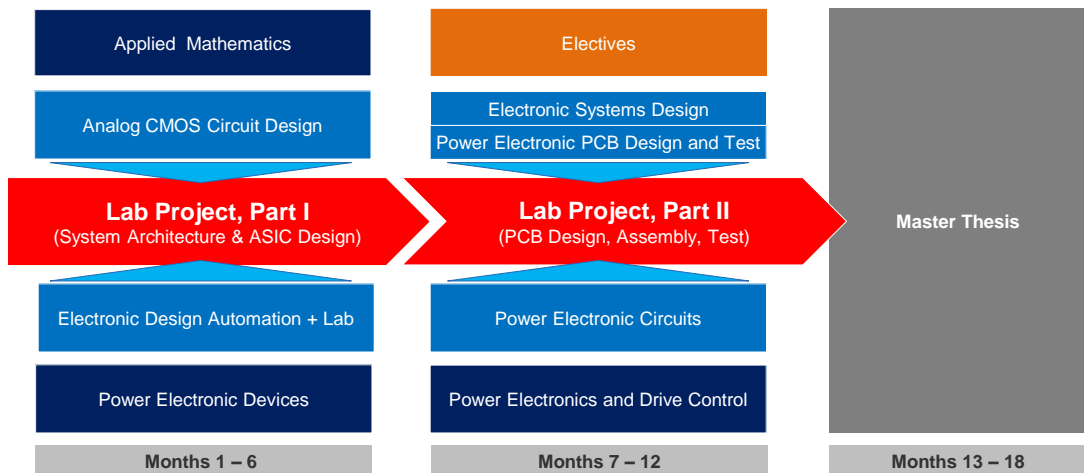 Applied Mathematics
Analog CMOS Circuit Design
Lab Project, Part I
(System Architecture & ASIC Design)
Electronic Design Automation + Lab
Power Electronic Devices
Months 1 – 6
Electives
Electronic Systems Design
Power Electronic PCB Design and Test
Lab Project, Part II
(PCB Design, Assembly, Test)
Power Electronic Circuits
Power Electronics and Drive Control
Months 7 – 12
Master Thesis
Months 13 – 18